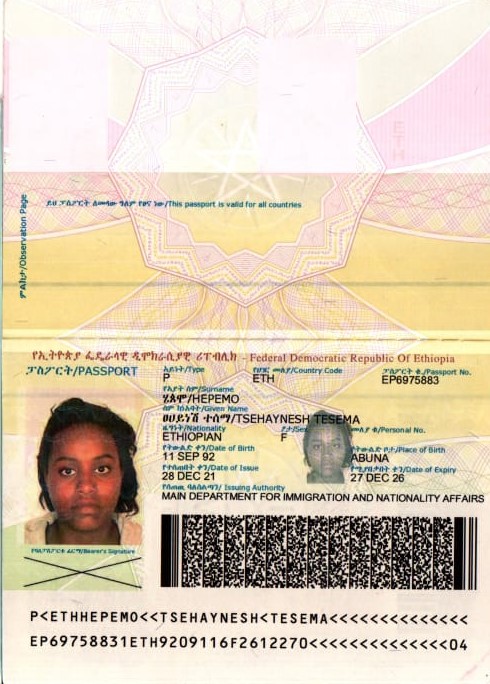 ይህ ፓስፖርት ለመላው ዓለም የፀና ነው/This passport is valid for all countries
ምልከታ/Observation Page
የኢትዮጵያ ፌዴራላዊ ዲሞክራሲያዊ ሪፐብሊክ - Federal Democratic Republic Of Ethiopia
ፓስፖርት/PASSPORT
ዓይነት/Type
የሀገር መለያ/Country Code
ፓስፖርት ቁ./Passport No.
P
ETH
EP6975883
የአያት ስም/Surname
ሄጶሞ/HEPEMO
ስም ከነአባት/Given Name
ፀሀይነሽ ተሰማ/TSEHAYNESH TESEMA
ዜግነት/Nationality
ፆታ/Sex
መለያ ቁ/Personal No.
ETHIOPIAN
F
የትውልድ ቀን/Date of Birth
የትውልድ ቦታ/Place of Birth
11 SEP 92
ABUNA
የተሰጠበት ቀን/Date of Issue
የሚያበቃበት ቀን/Date of Expiry
28 DEC 21
27 DEC 26
የሰጠው ባለስልጣን/ Issuing Authority
MAIN DEPARTMENT FOR IMMIGRATION AND NATIONALITY AFFAIRS
የባለፓስፖርቱ ፊርማ/Bearer's Signature
P<ETHHEPEMO<<TSEHAYNESH<TESEMA<<<<<<<<<<<<<<
EP69758831ETH9209116F2612270<<<<<<<<<<<<<<04